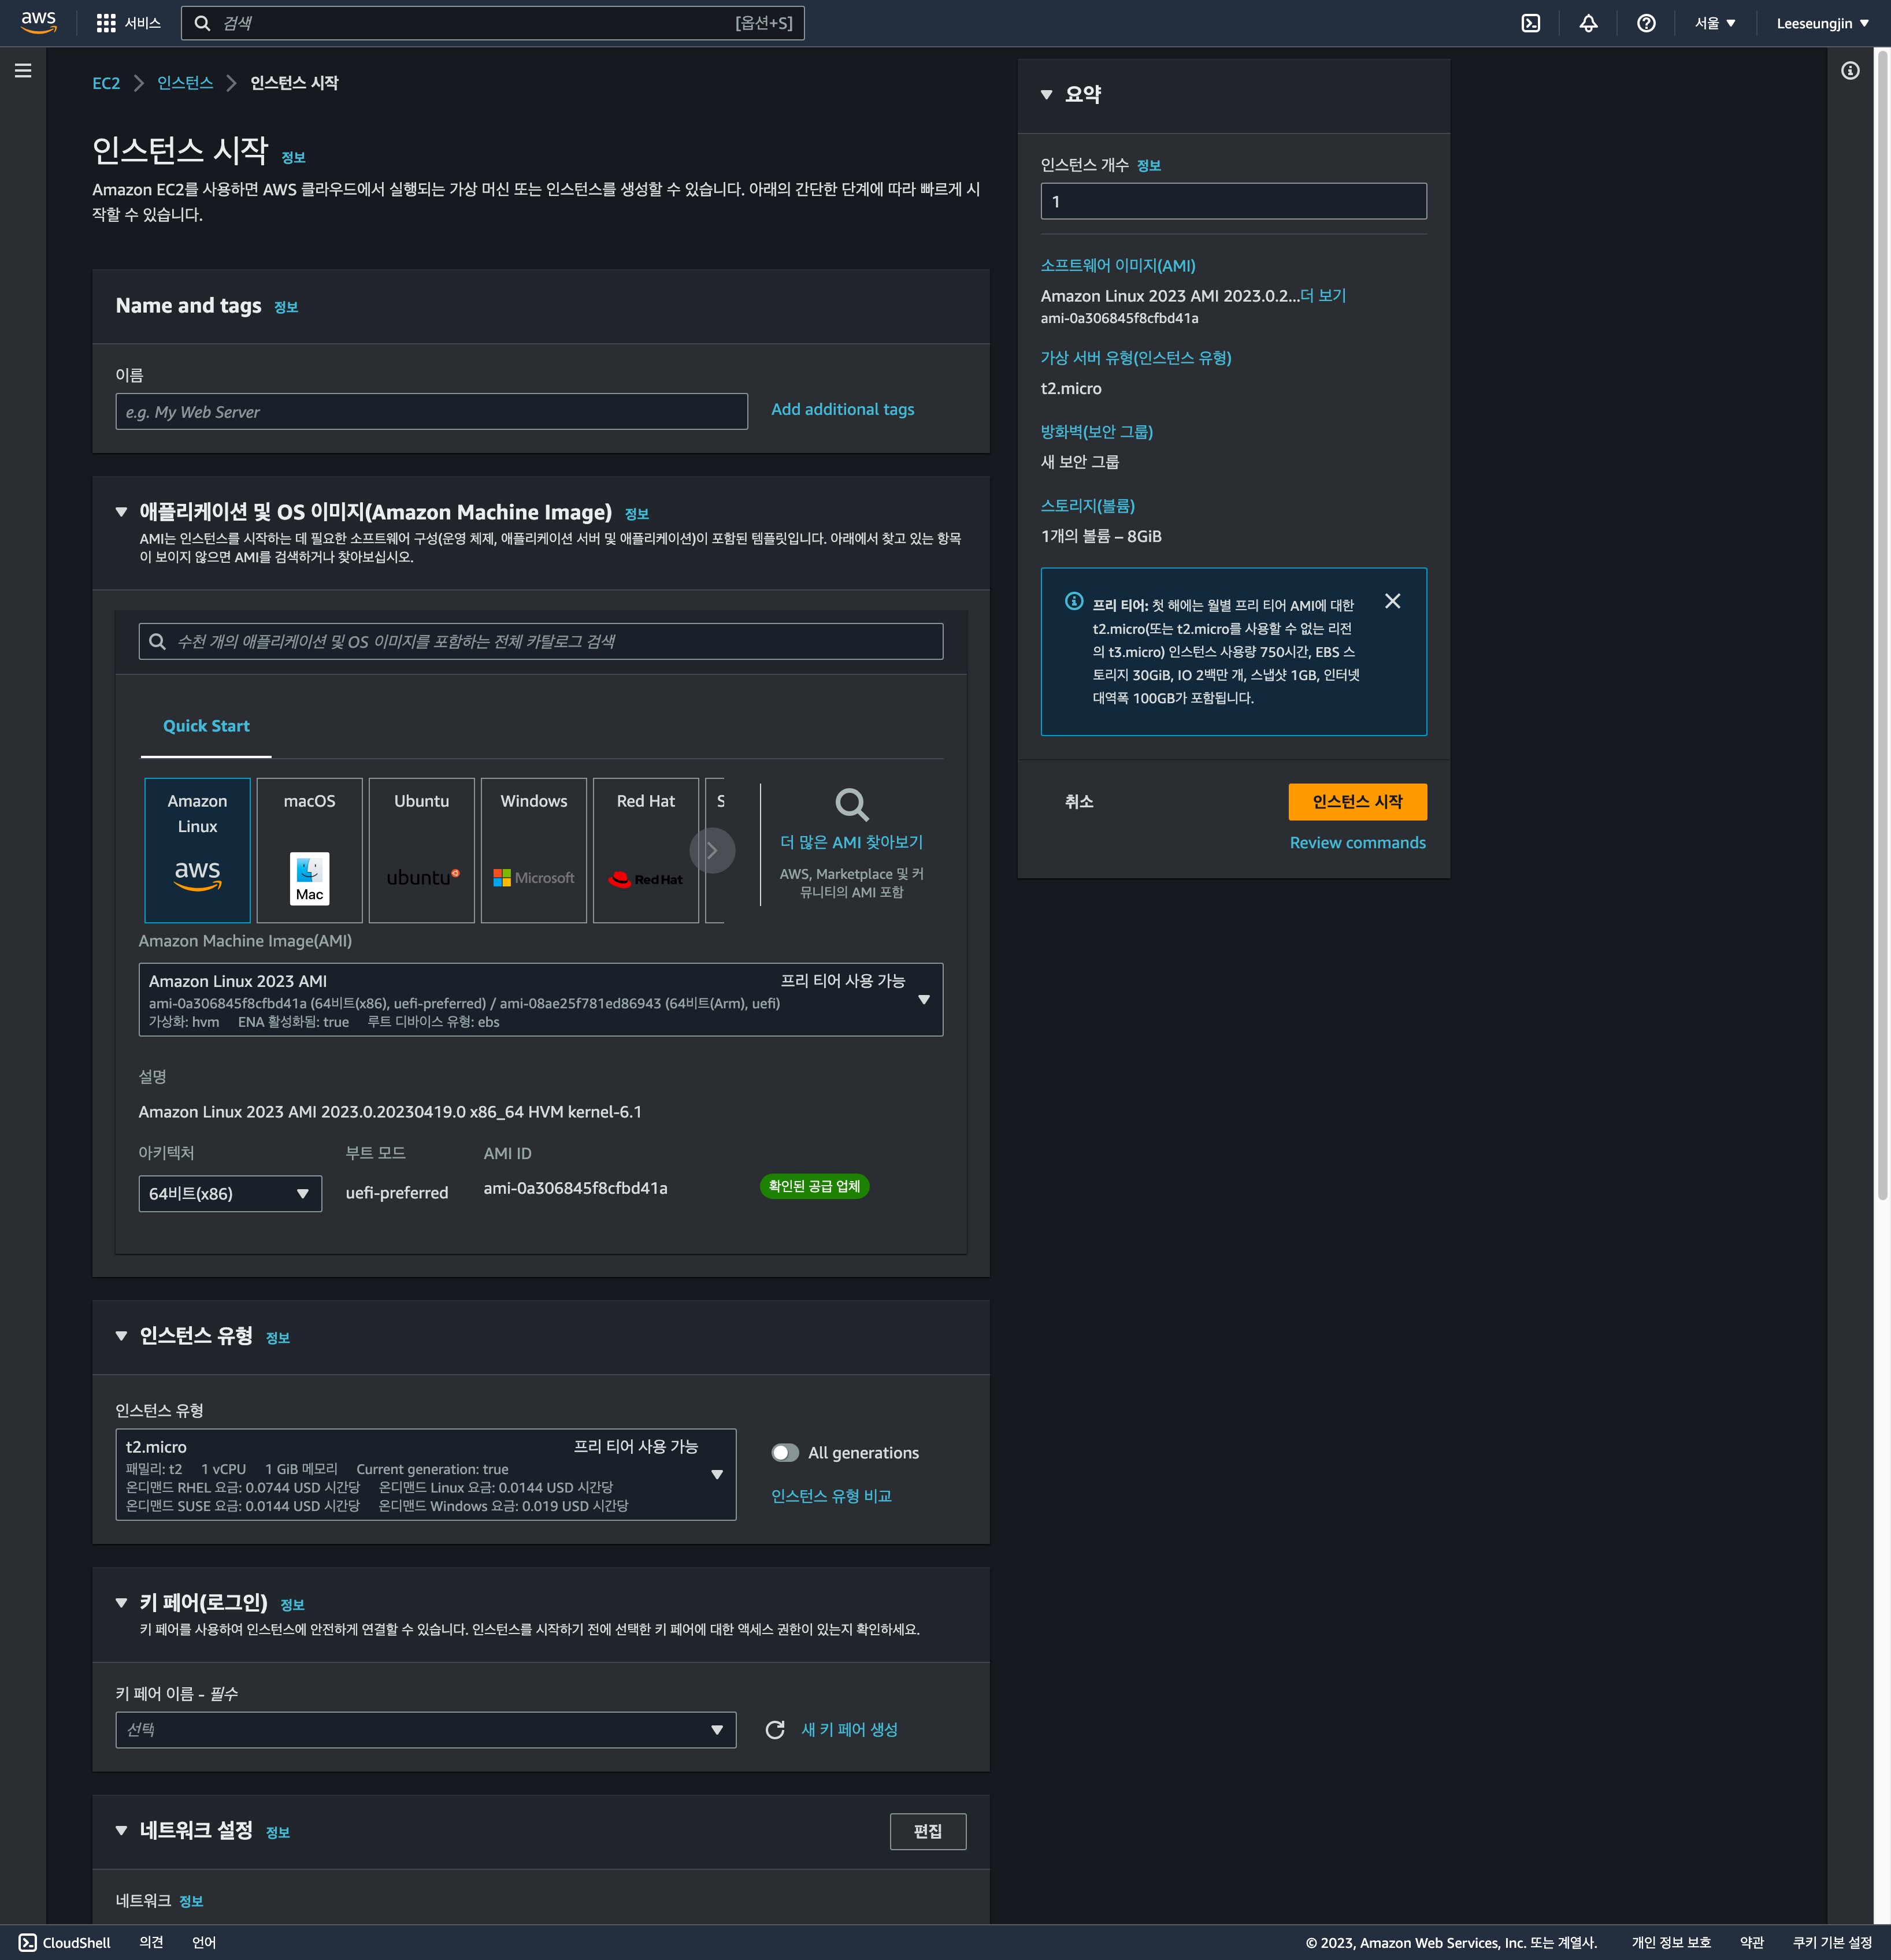 aws
서비스
검색
[옵션+S]
서울
Leeseungjin
EC2
인스턴스
인스턴스 시작
인스턴스 시작 정보
Amazon EC2를 사용하면 AWS 클라우드에서 실행되는 가상 머신 또는 인스턴스를 생성할 수 있습니다. 아래의 간단한 단계에 따라 빠르게 시
작할 수 있습니다.
Name and tags 정보
이름
e.g. My Web Server
Add additional tags
애플리케이션 및 OS 이미지(Amazon Machine Image) 정보
AMI는 인스턴스를 시작하는 데 필요한 소프트웨어 구성(운영 체제, 애플리케이션 서버 및 애플리케이션)이 포함된 템플릿입니다. 아래에서 찾고 있는 항목
이 보이지 않으면 AMI를 검색하거나 찾아보십시오.
수천 개의 애플리케이션 및 OS 이미지를 포함하는 전체 카탈로그 검색
Quick Start
Amazon
Linux
aws
macOS
Mac
Ubuntu
ubuntu
Windows
Microsoft
Red Hat
Red Hat
S
더 많은 AMI 찾아보기
AWS, Marketplace 및 커
뮤니티의 AMI 포함
Amazon Machine Image(AMI)
Amazon Linux 2023 AMI 프리 티어 사용 가능
ami-0a306845f8cfbd41a (64비트(x86), uefi-preferred) / ami-08ae25f781ed86943 (64비트(Arm), uefi)
가상화: hvm ENA 활성화됨: true 루트 디바이스 유형: ebs
설명
Amazon Linux 2023 AMI 2023.0.20230419.0 x86_64 HVM kernel-6.1
아키텍처 부트 모드 AMI ID
64비트(x86) uefi-preferred ami-0a306845f8cfbd41a 확인된 공급 업체
인스턴스 유형 정보
인스턴스 유형
t2.micro 프리 티어 사용 가능
패밀리: t2 1 vCPU 1 GiB 메모리 Current generation: true
온디맨드 RHEL 요금: 0.0744 USD 시간당 온디맨드 Linux 요금: 0.0144 USD 시간당
온디맨드 SUSE 요금: 0.0144 USD 시간당 온디맨드 Windows 요금: 0.019 USD 시간당
All generations
인스턴스 유형 비교
키 페어(로그인) 정보
키 페어를 사용하여 인스턴스에 안전하게 연결할 수 있습니다. 인스턴스를 시작하기 전에 선택한 키 페어에 대한 액세스 권한이 있는지 확인하세요.
키 페어 이름 - 필수
선택
새 키 페어 생성
네트워크 설정 정보
편집
네트워크 정보
요약
인스턴스 개수 정보
1
소프트웨어 이미지(AMI)
Amazon Linux 2023 AMI 2023.0.2...더 보기
ami-0a306845f8cfbd41a
가상 서버 유형(인스턴스 유형)
t2.micro
방화벽(보안 그룹)
새 보안 그룹
스토리지(볼륨)
1개의 볼륨 – 8GiB
프리 티어: 첫 해에는 월별 프리 티어 AMI에 대한
t2.micro(또는 t2.micro를 사용할 수 없는 리전
의 t3.micro) 인스턴스 사용량 750시간, EBS 스
토리지 30GiB, IO 2백만 개, 스냅샷 1GB, 인터넷
대역폭 100GB가 포함됩니다.
취소
인스턴스 시작
Review commands
CloudShell
의견
언어
© 2023, Amazon Web Services, Inc. 또는 계열사.
개인 정보 보호
약관
쿠키 기본 설정